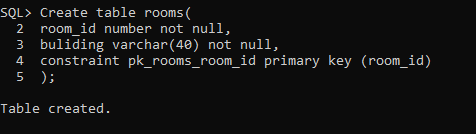 SQL> Create table rooms(
2 room_id number not null,
3 buliding varchar(40) not null,
4 constraint pk_rooms_room_id primary key (room_id)
5 );
Table created.